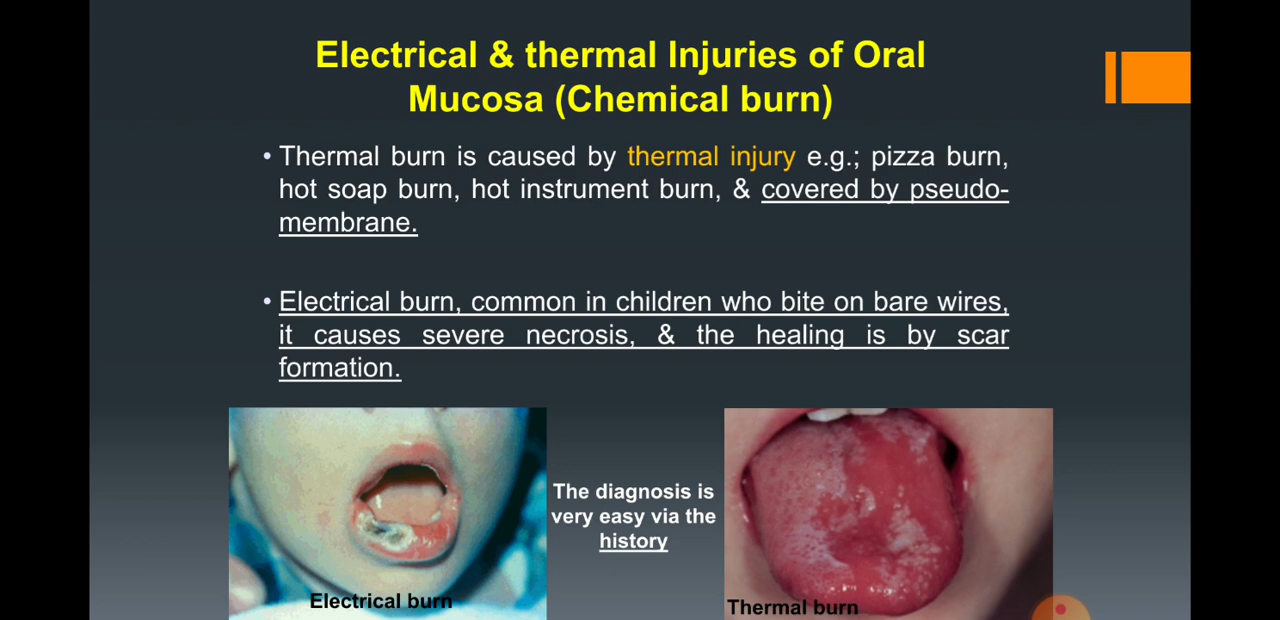 Electrical & thermal Injuries of Oral
Mucosa (Chemical burn)
• Thermal burn is caused by thermal injury e.g.; pizza burn,
hot soap burn, hot instrument burn, & covered by pseudo-
membrane.
• Electrical burn, common in children who bite on bare wires,
it causes severe necrosis, & the healing is by scar
formation.
The diagnosis is
very easy via the
history
Electrical burn
Thermal burn